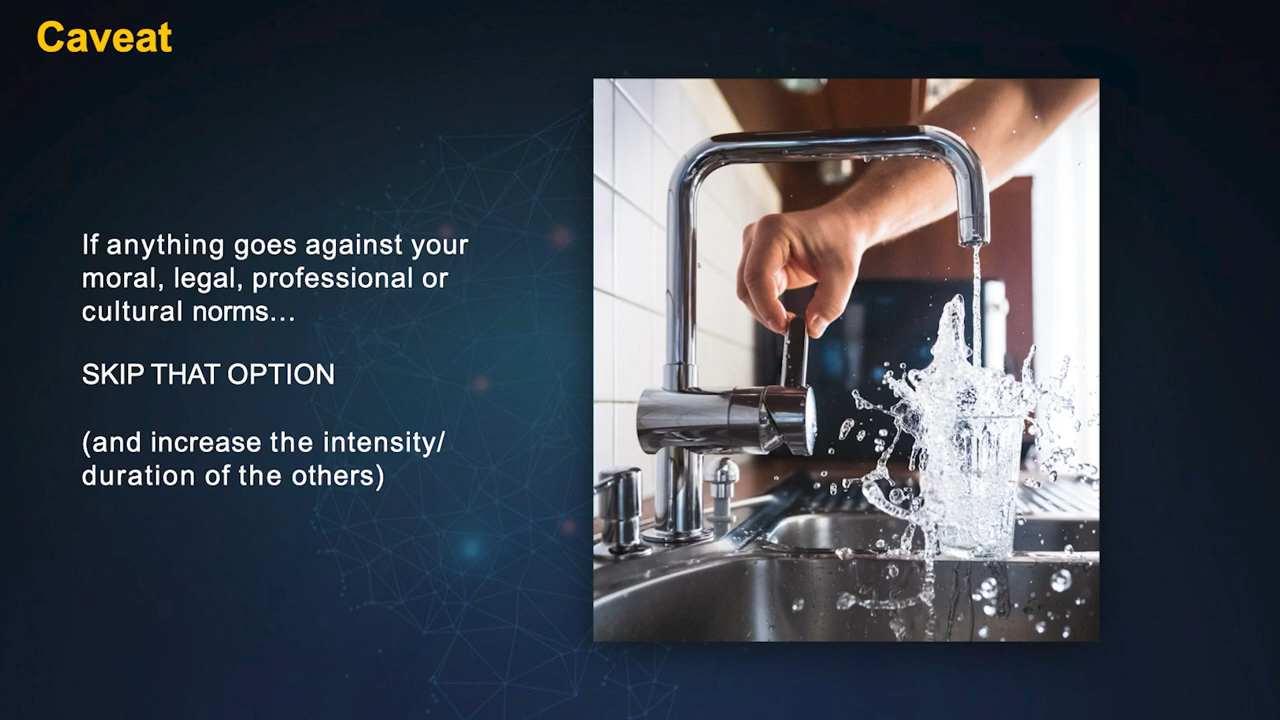 Caveat
If anything goes against your
moral, legal, professional or
cultural norms...
SKIP THAT OPTION
(and increase the intensity/
duration of the others)